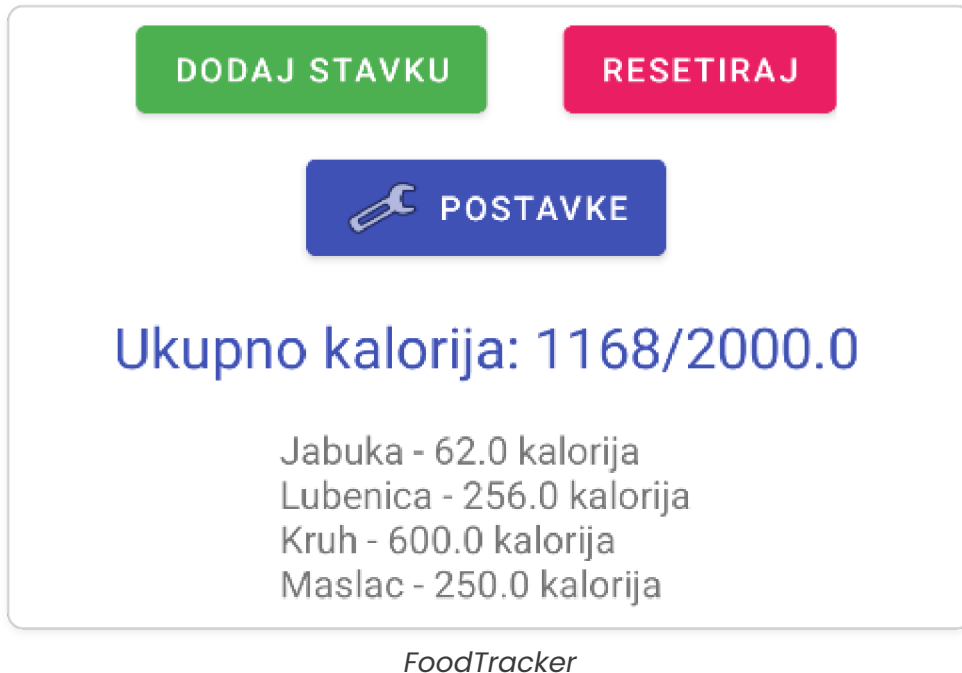 DODAJ STAVKU
RESETIRAJ
POSTAVKE
Ukupno kalorija: 1168/2000.0
Jabuka - 62.0 kalorija
Lubenica - 256.0 kalorija
Kruh - 600.0 kalorija
Maslac - 250.0 kalorija
FoodTracker